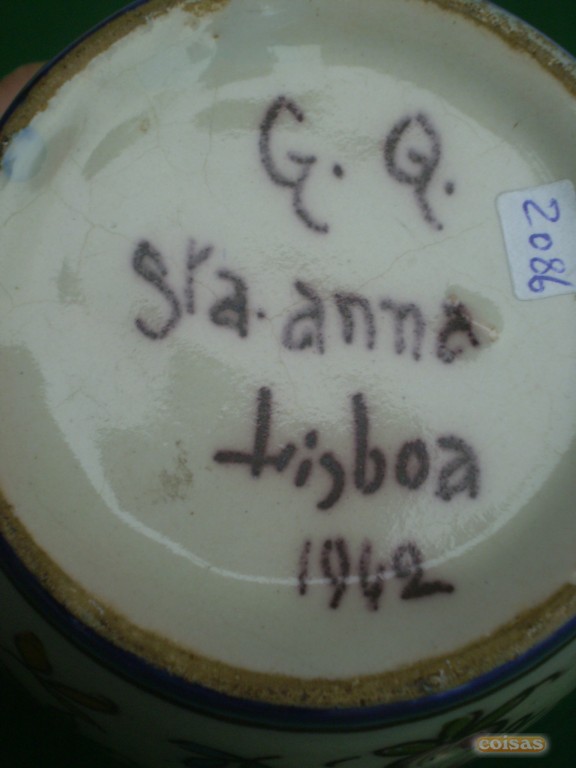 G. Q.
Sta. anna
Lisboa
1942
2086
coisas